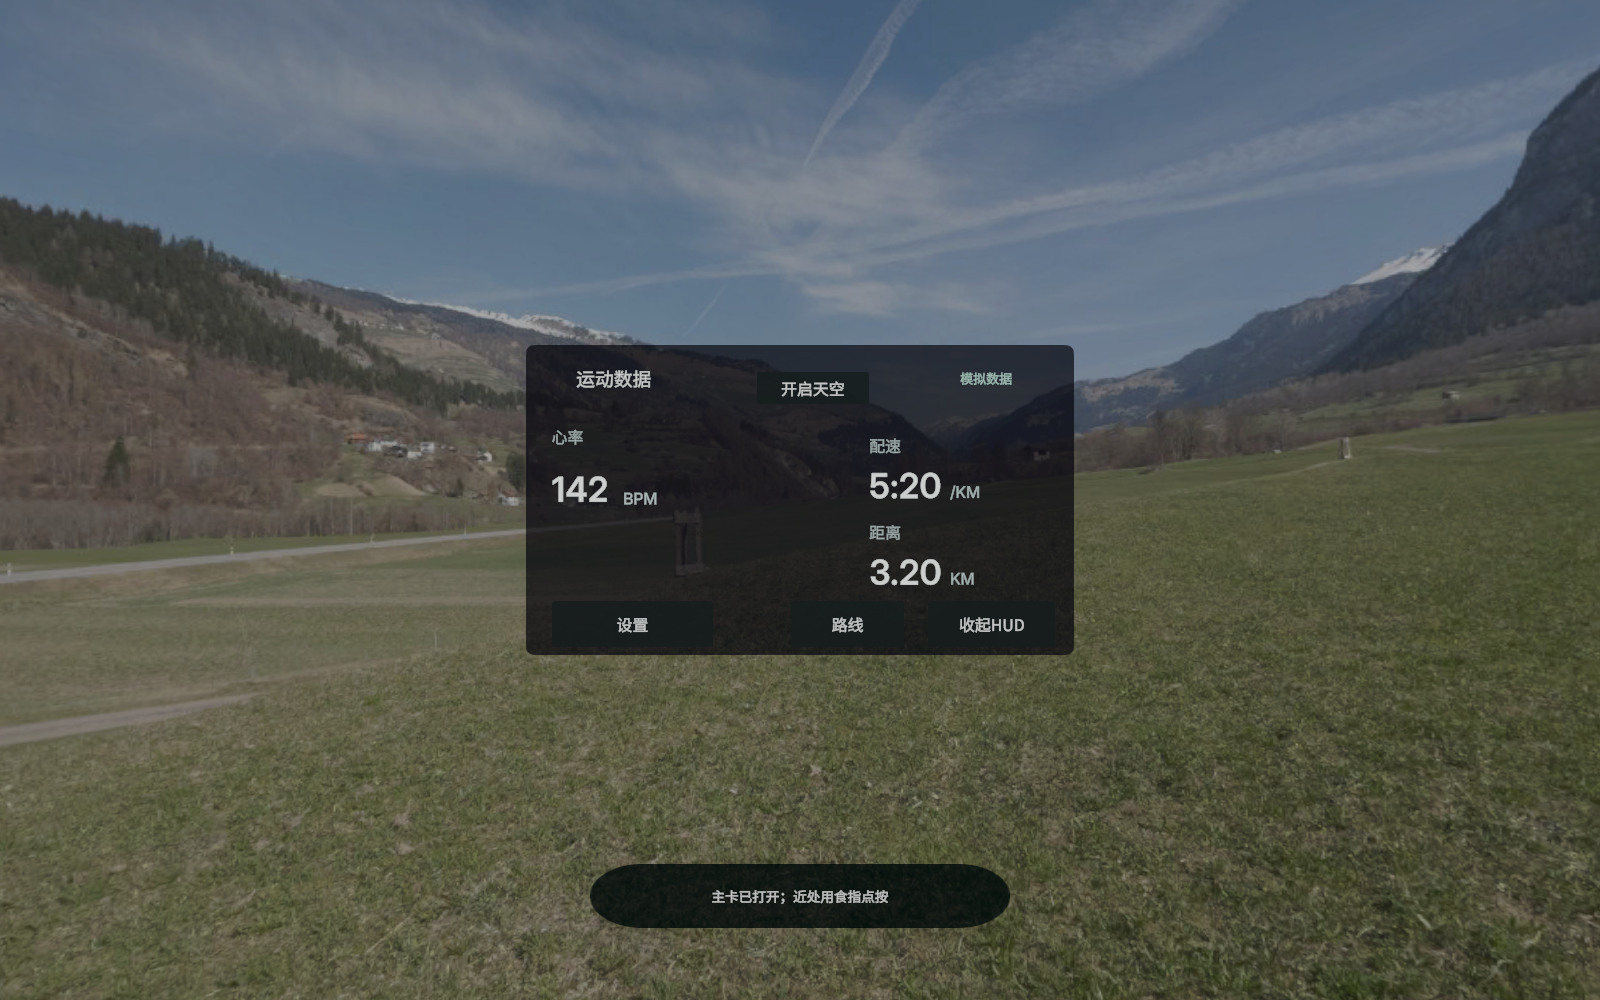 运动数据
开启天空
模拟数据
心率
142 BPM
配速
5:20 /KM
距离
3.20 KM
设置
路线
收起HUD
主卡已打开；近处用食指点按